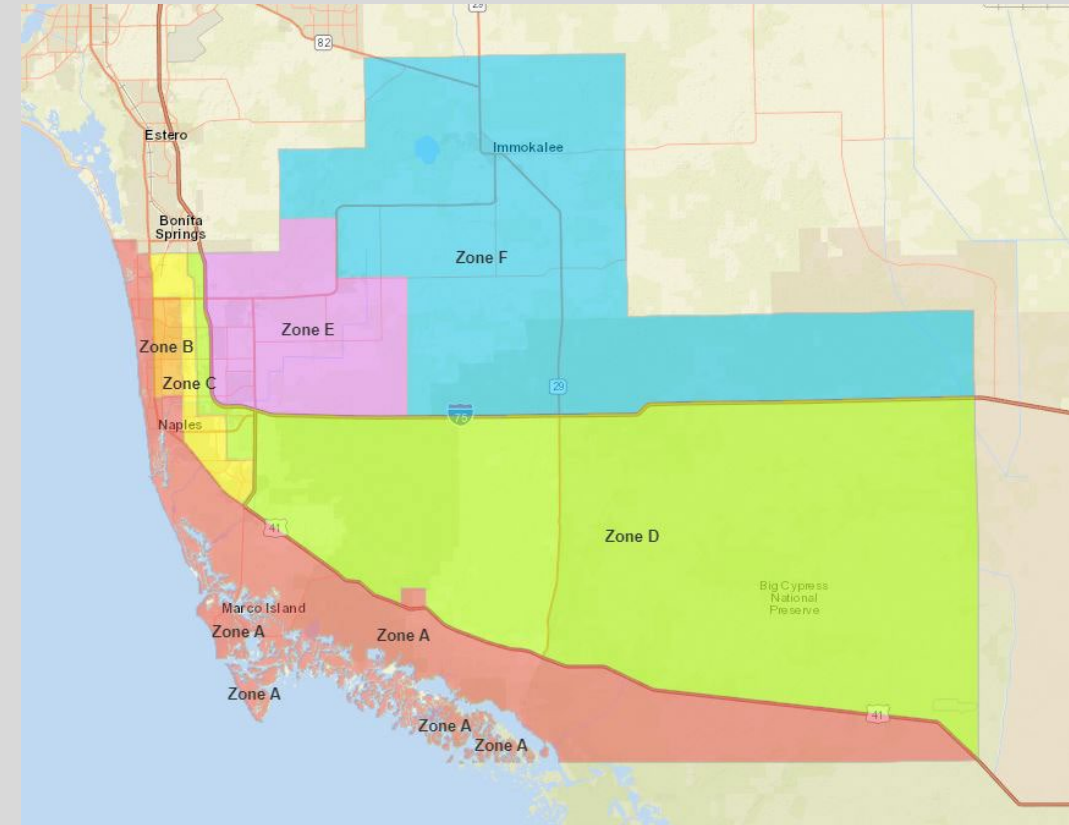 29
82
Estero
Immokalee
Bonita
Springs
Zone F
Zone E
Zone B
Zone C
29
75
Naples
41
Zone D
Big Cypress
National
Preserve
Marco Island
Zone A
Zone A
Zone A
41
Zone A
Zone A